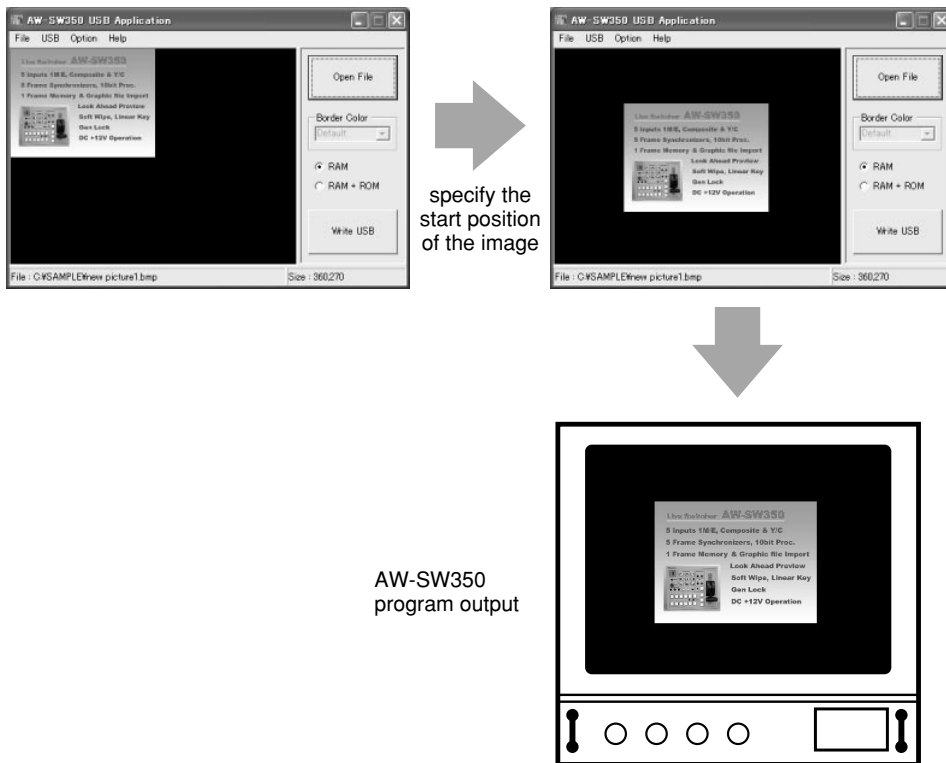 AW-SW350 USB Application
File USB Option Help
Live Switcher AW-SW350
5 Inputs 1M/E, Composite & Y/C
5 Frame Synchronizers, 10bit Proc.
1 Frame Memory & Graphic file Import
Look Ahead Preview
Soft Wipe, Linear Key
Gen Lock
DC +12V Operation
Open File
Border Color
Default
RAM
RAM + ROM
Write USB
File : C:¥SAMPLE¥new picture1.bmp
Size : 360,270
specify the
start position
of the image
AW-SW350 USB Application
File USB Option Help
Live Switcher AW-SW350
5 Inputs 1M/E, Composite & Y/C
5 Frame Synchronizers, 10bit Proc.
1 Frame Memory & Graphic file Import
Look Ahead Preview
Soft Wipe, Linear Key
Gen Lock
DC +12V Operation
Open File
Border Color
Default
RAM
RAM + ROM
Write USB
File : C:¥SAMPLE¥new picture1.bmp
Size : 360,270
AW-SW350
program output
Live Switcher AW-SW350
5 Inputs 1M/E, Composite & Y/C
5 Frame Synchronizers, 10bit Proc.
1 Frame Memory & Graphic file Import
Look Ahead Preview
Soft Wipe, Linear Key
Gen Lock
DC +12V Operation